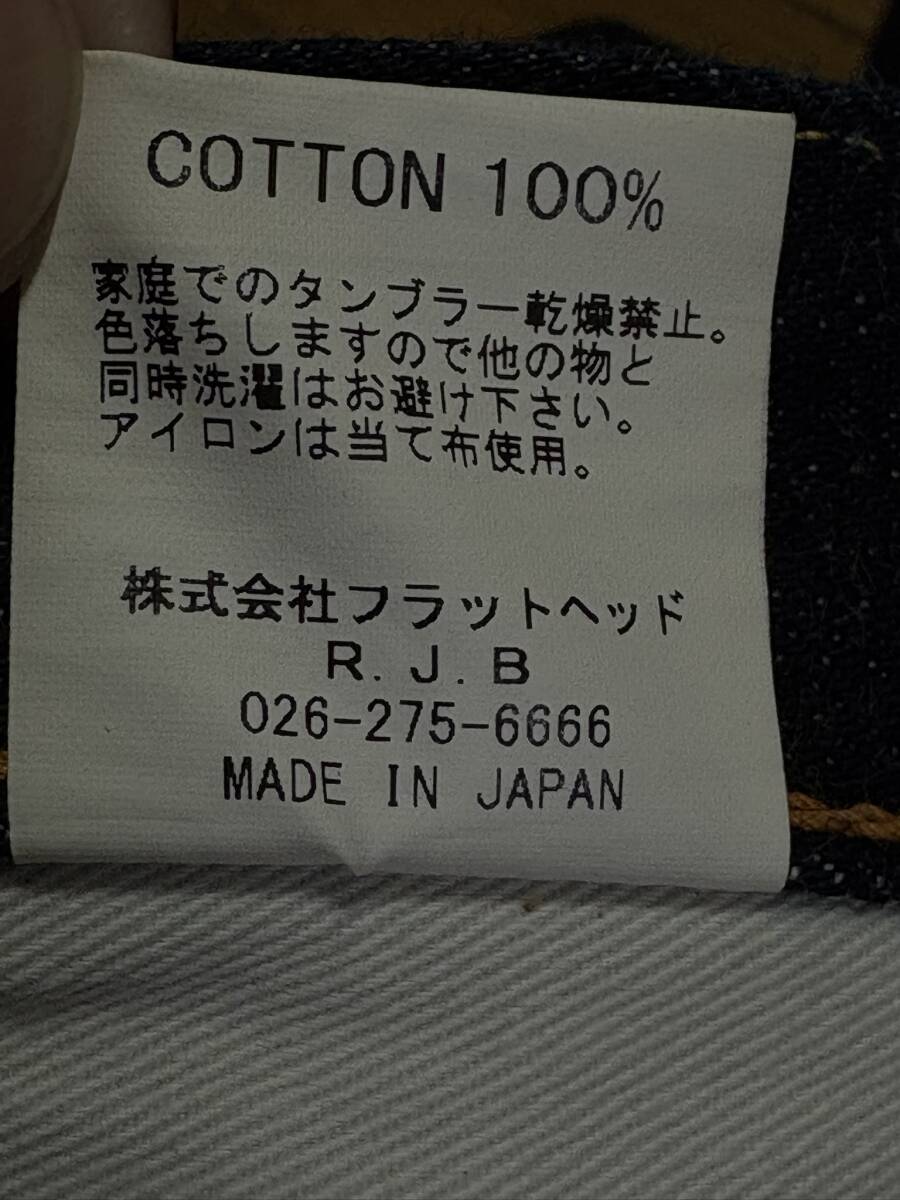 COTTON 100%
家庭でのタンブラー乾燥禁止。
色落ちしますので他の物と
同時洗濯はお避け下さい。
アイロンは当て布使用。
株式会社フラットヘッド
R.J.B
026-275-6666
MADE IN JAPAN